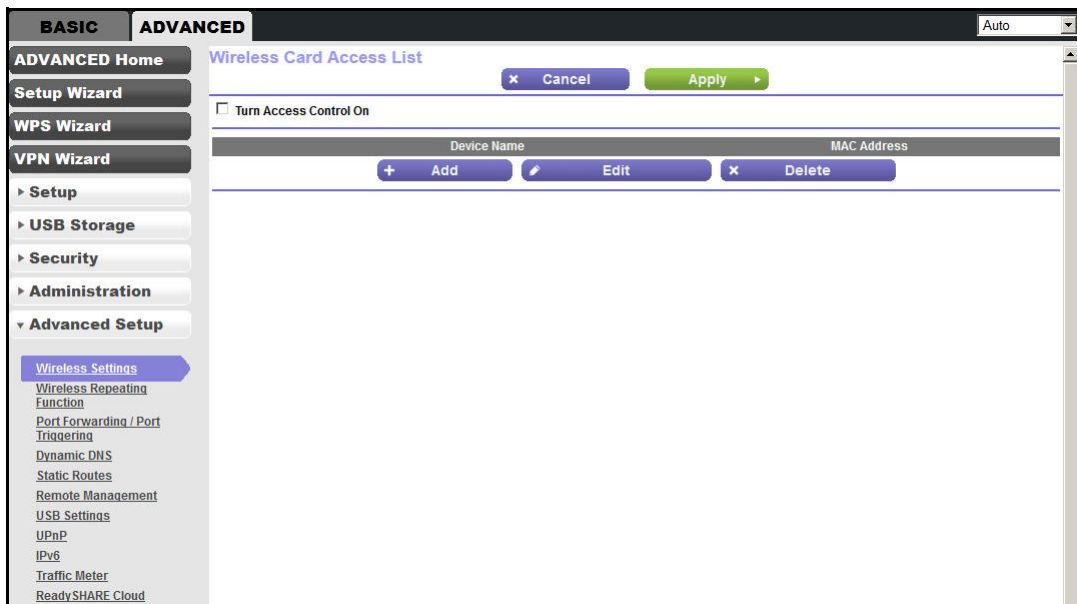 BASIC
ADVANCED
Auto
ADVANCED Home
Setup Wizard
WPS Wizard
VPN Wizard
Setup
USB Storage
Security
Administration
Advanced Setup
Wireless Settings
Wireless Repeating
Function
Port Forwarding / Port
Triggering
Dynamic DNS
Static Routes
Remote Management
USB Settings
UPnP
IPv6
Traffic Meter
ReadySHARE Cloud
Wireless Card Access List
Cancel
Apply
Turn Access Control On
Device Name
MAC Address
Add
Edit
Delete